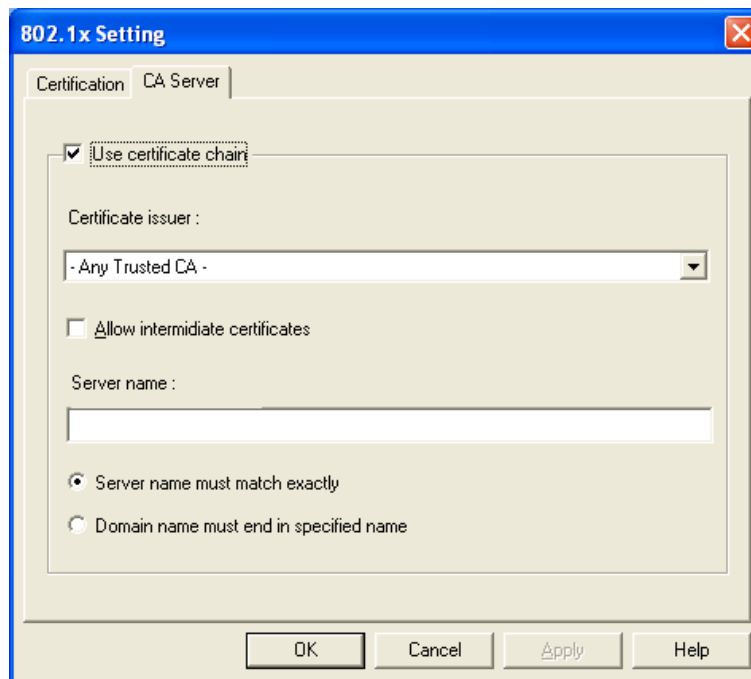 802.1x Setting
Certification
CA Server
Use certificate chain
Certificate issuer :
- Any Trusted CA -
Allow intermidiate certificates
Server name :
Server name must match exactly
Domain name must end in specified name
OK
Cancel
Apply
Help